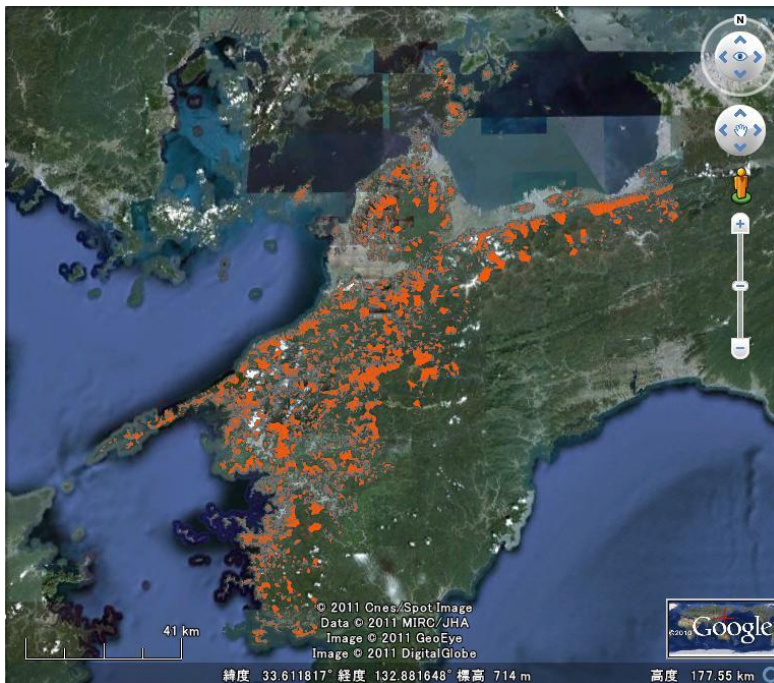 N
© 2011 Cnes/Spot Image
Data © 2011 MIRC/JHA
Image © 2011 GeoEye
Image © 2011 DigitalGlobe
41 km
©2010 Google
緯度 33.611817° 経度 132.881648° 標高 714 m
高度 177.55 km